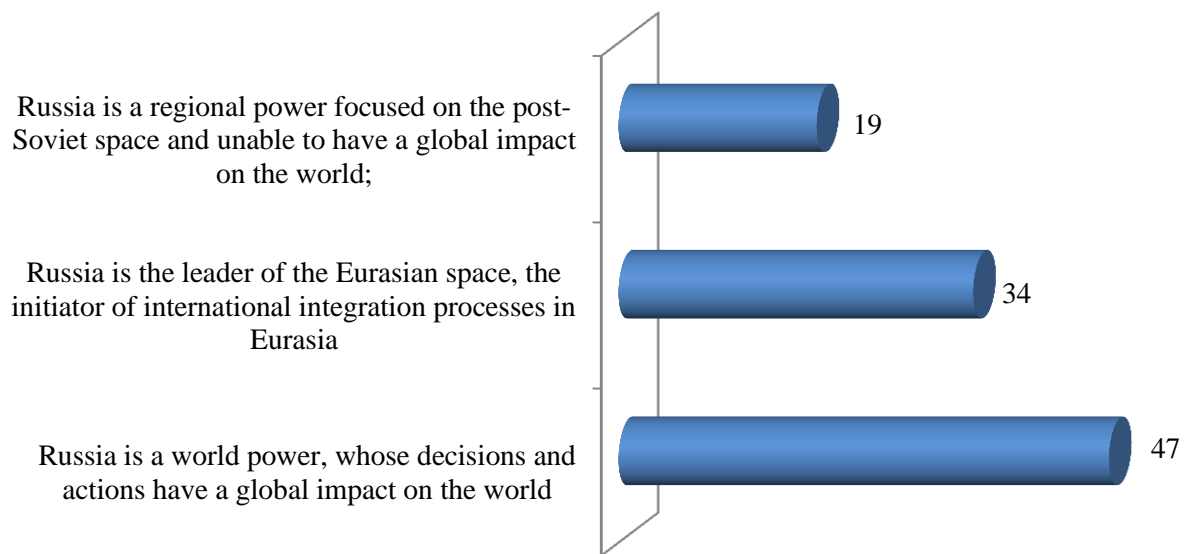 Russia is a regional power focused on the post-
Soviet space and unable to have a global impact
on the world;
19
Russia is the leader of the Eurasian space, the
initiator of international integration processes in
Eurasia
34
Russia is a world power, whose decisions and
actions have a global impact on the world
47